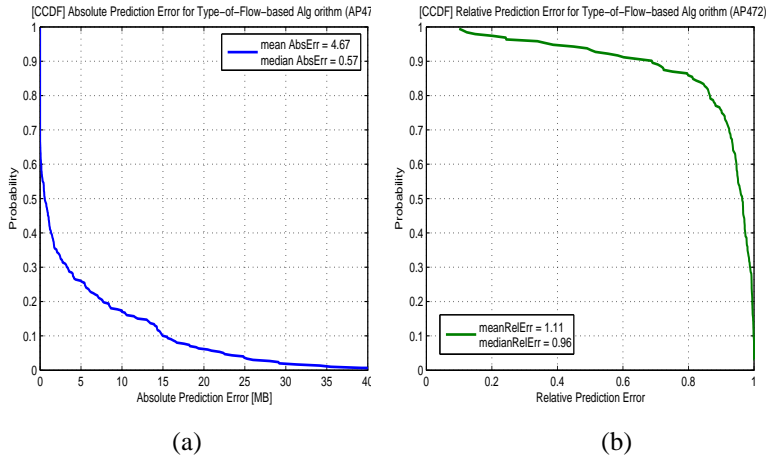 [CCDF] Absolute Prediction Error for Type-of-Flow-based Alg orithm (AP47
mean AbsErr = 4.67
median AbsErr = 0.57
1
0.9
0.8
0.7
0.6
0.5
0.4
0.3
0.2
0.1
0
Probability
0 5 10 15 20 25 30 35 40
Absolute Prediction Error [MB]
(a)
[CCDF] Relative Prediction Error for Type-of-Flow-based Alg orithm (AP472)
1
0.9
0.8
0.7
0.6
0.5
0.4
0.3
0.2
0.1
0
Probability
meanRelErr = 1.11
medianRelErr = 0.96
0 0.2 0.4 0.6 0.8 1
Relative Prediction Error
(b)